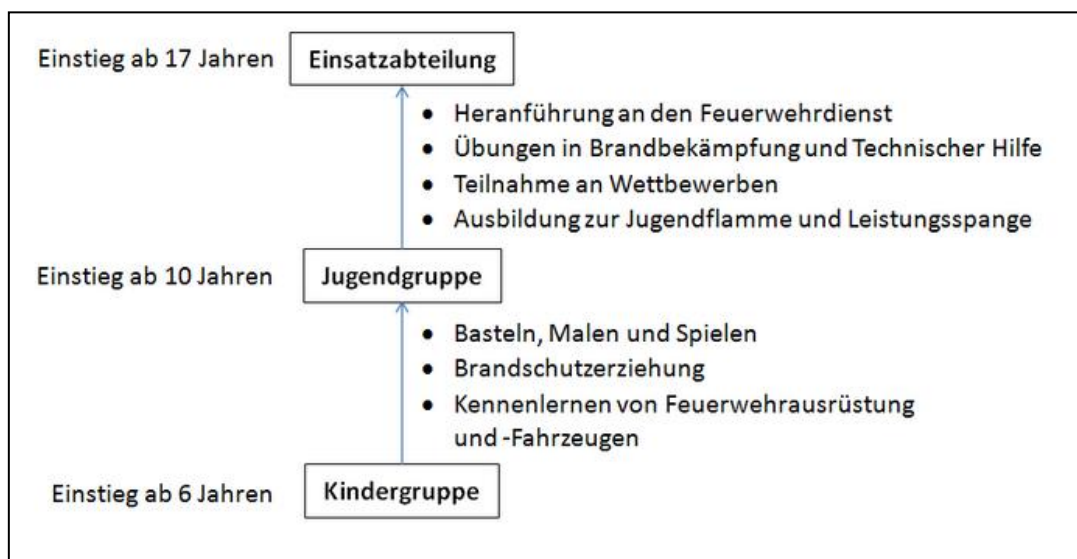 Einstieg ab 17 Jahren Einsatzabteilung
• Heranführung an den Feuerwehrdienst
• Übungen in Brandbekämpfung und Technischer Hilfe
• Teilnahme an Wettbewerben
• Ausbildung zur Jugendflamme und Leistungsspange
Einstieg ab 10 Jahren Jugendgruppe
• Basteln, Malen und Spielen
• Brandschutzerziehung
• Kennenlernen von Feuerwehrausrüstung
und -Fahrzeugen
Einstieg ab 6 Jahren Kindergruppe